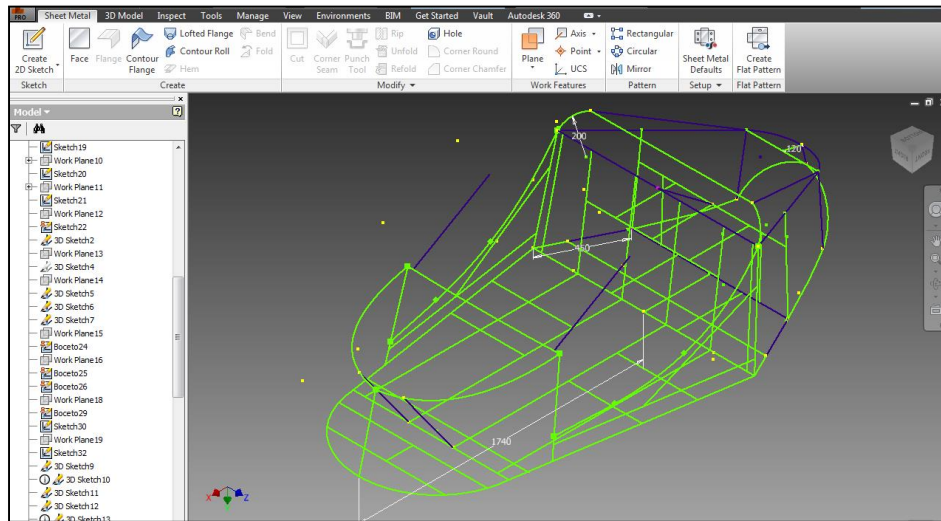 PRO Sheet Metal 3D Model Inspect Tools Manage View Environments BIM Get Started Vault Autodesk 360
Create 2D Sketch
Face
Flange
Contour Flange
Lofted Flange
Contour Roll
Hem
Bend
Fold
Cut
Corner Seam
Punch Tool
Rip
Unfold
Refold
Hole
Corner Round
Corner Chamfer
Plane
Axis
Point
UCS
Rectangular
Circular
Mirror
Sheet Metal Defaults
Create Flat Pattern
Sketch Create Modify Work Features Pattern Setup Flat Pattern
Model
Sketch19
Work Plane10
Sketch20
Work Plane11
Sketch21
Work Plane12
Sketch22
3D Sketch2
Work Plane13
3D Sketch4
Work Plane14
3D Sketch5
3D Sketch6
3D Sketch7
Work Plane15
Boceto24
Work Plane16
Boceto25
Boceto26
Work Plane18
Boceto29
Sketch30
Work Plane19
Sketch32
3D Sketch9
3D Sketch10
3D Sketch11
3D Sketch12
3D Sketch13
200
120
450
1740
X
Z